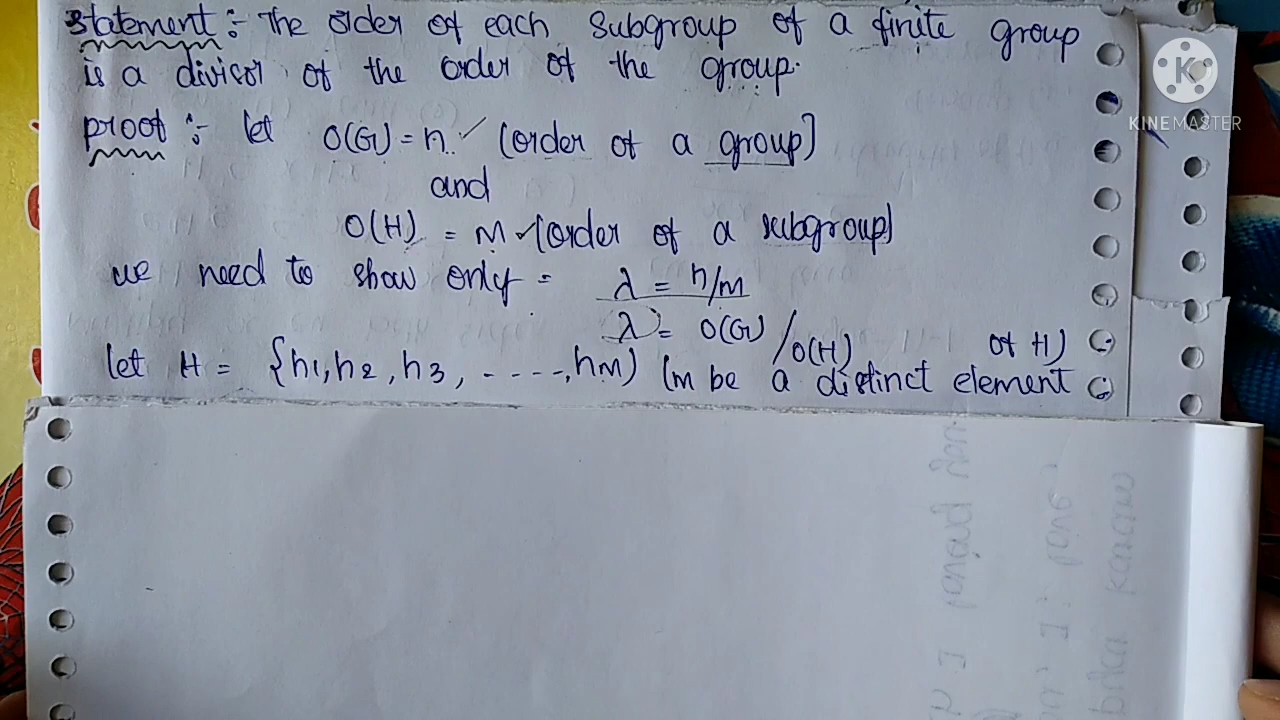 Statement :- The order of each subgroup of a finite group
is a divisor of the order of the group.
proof :- let O(G) = n ✓ (order of a group)
and
O(H) = m ✓ (order of a subgroup)
we need to show only = λ = n/m
λ = O(G)/O(H)
let H = {h1, h2, h3, ....., hm) (m be a distinct element
of H)
KINEMASTER